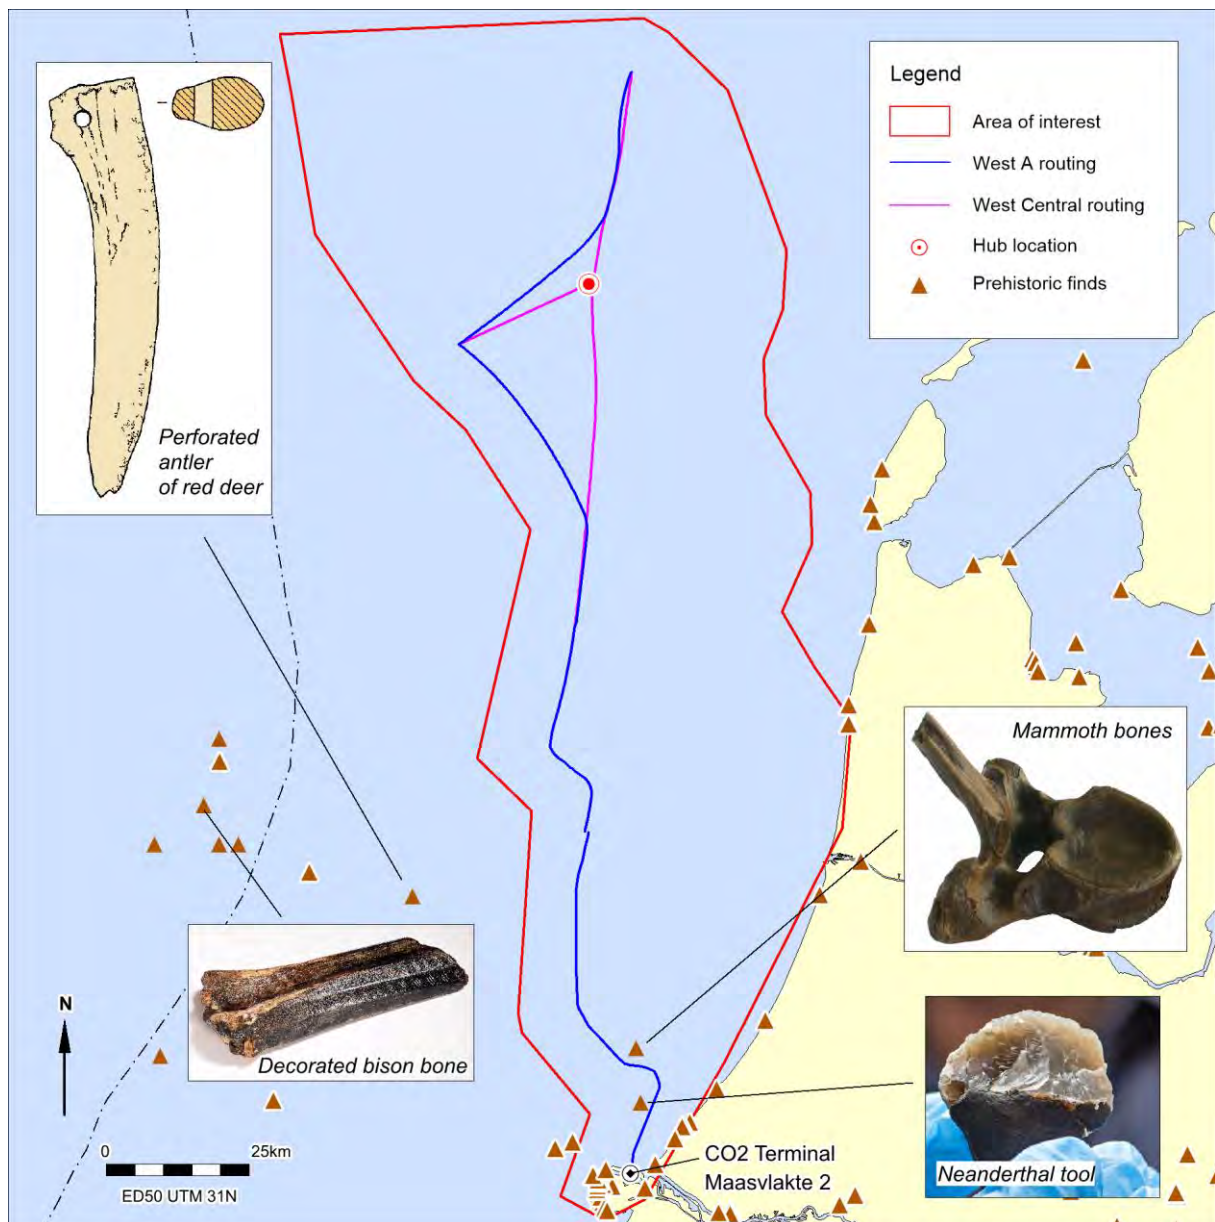 Legend
Area of interest
West A routing
West Central routing
Hub location
Prehistoric finds
Perforated
antler
of red deer
Mammoth bones
Decorated bison bone
Neanderthal tool
CO2 Terminal
Maasvlakte 2
N
0 25km
ED50 UTM 31N